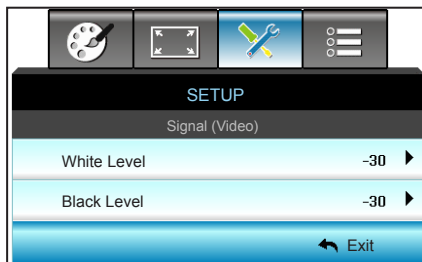 SETUP
Signal (Video)
White Level -30
Black Level -30
Exit